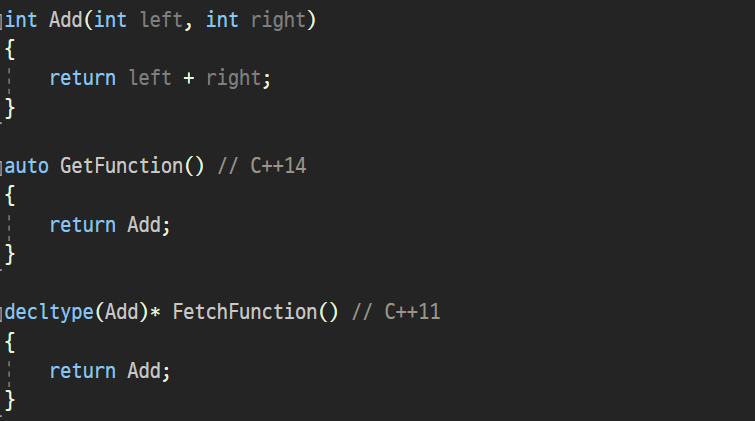 int Add(int left, int right)
{
    return left + right;
}
auto GetFunction() // C++14
{
    return Add;
}
decltype(Add)* FetchFunction() // C++11
{
    return Add;
}